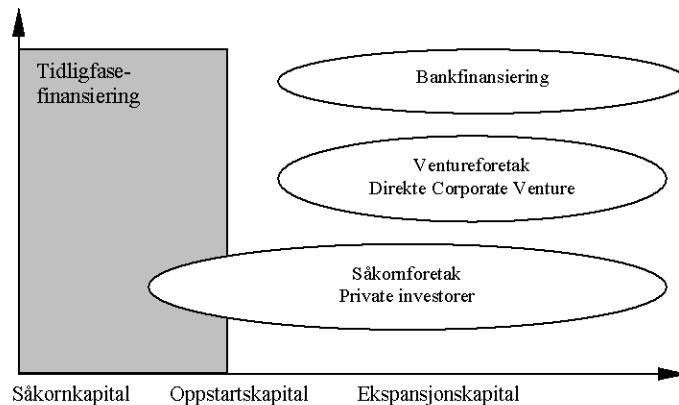 Tidligfase-
finansiering
Bankfinansiering
Ventureforetak
Direkte Corporate Venture
Såkornforetak
Private investorer
Såkornkapital Oppstartskapital Ekspansjonskapital